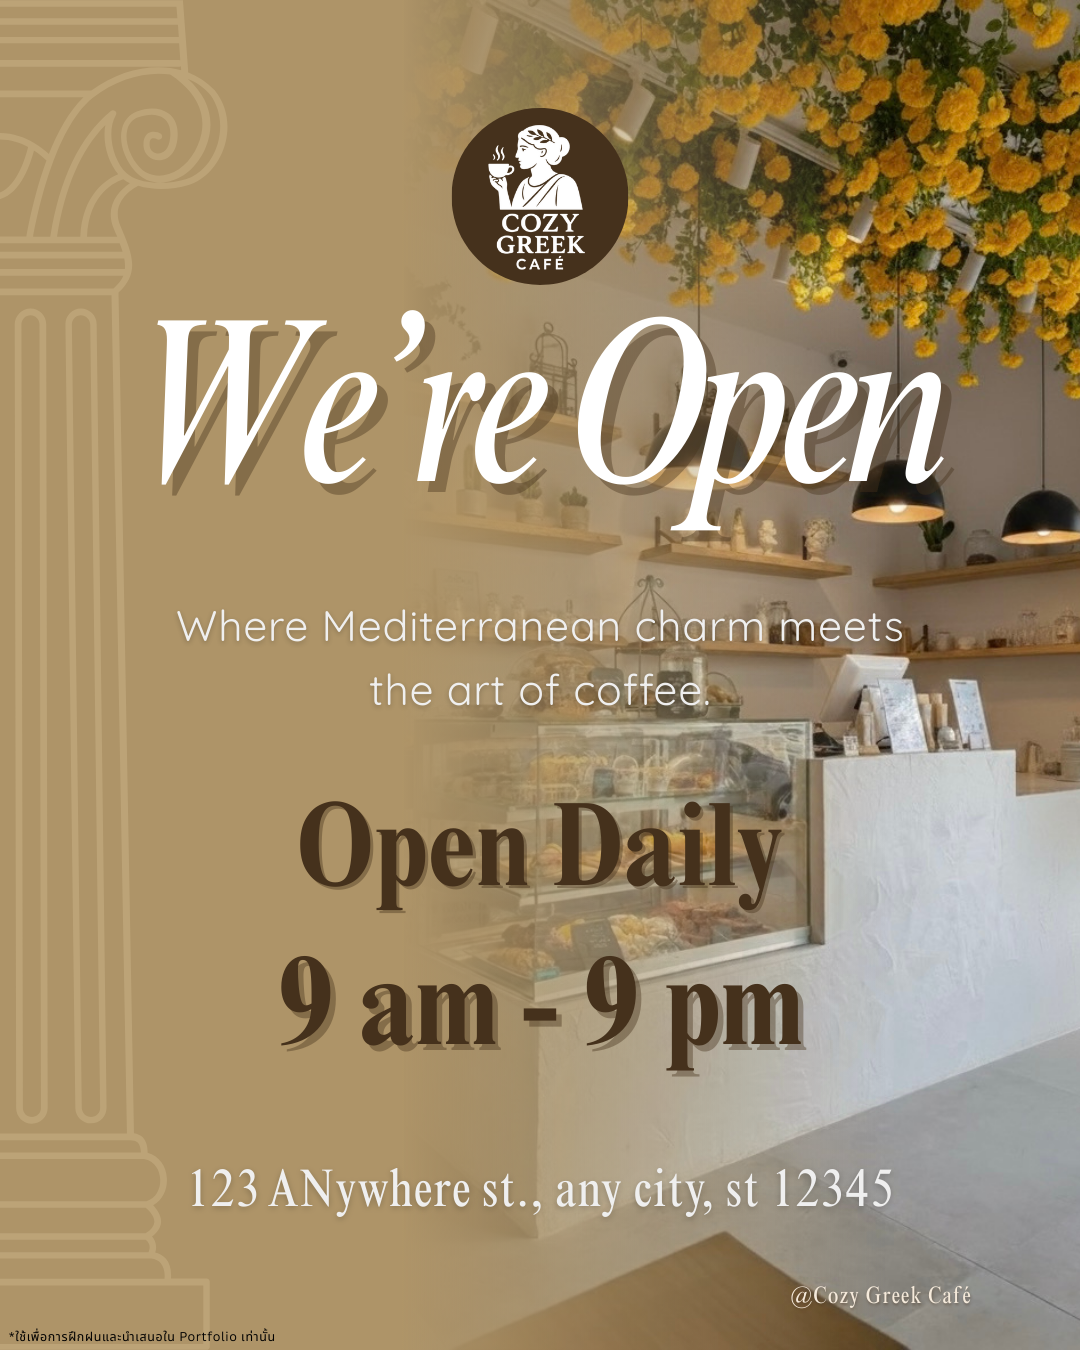 COZY
GREEK
CAFÉ
We’re Open
Where Mediterranean charm meets
the art of coffee.
Open Daily
9 am - 9 pm
123 ANywhere st., any city, st 12345
@Cozy Greek Café
*ใช้เพื่อการฝึกฝนและนำเสนอใน Portfolio เท่านั้น